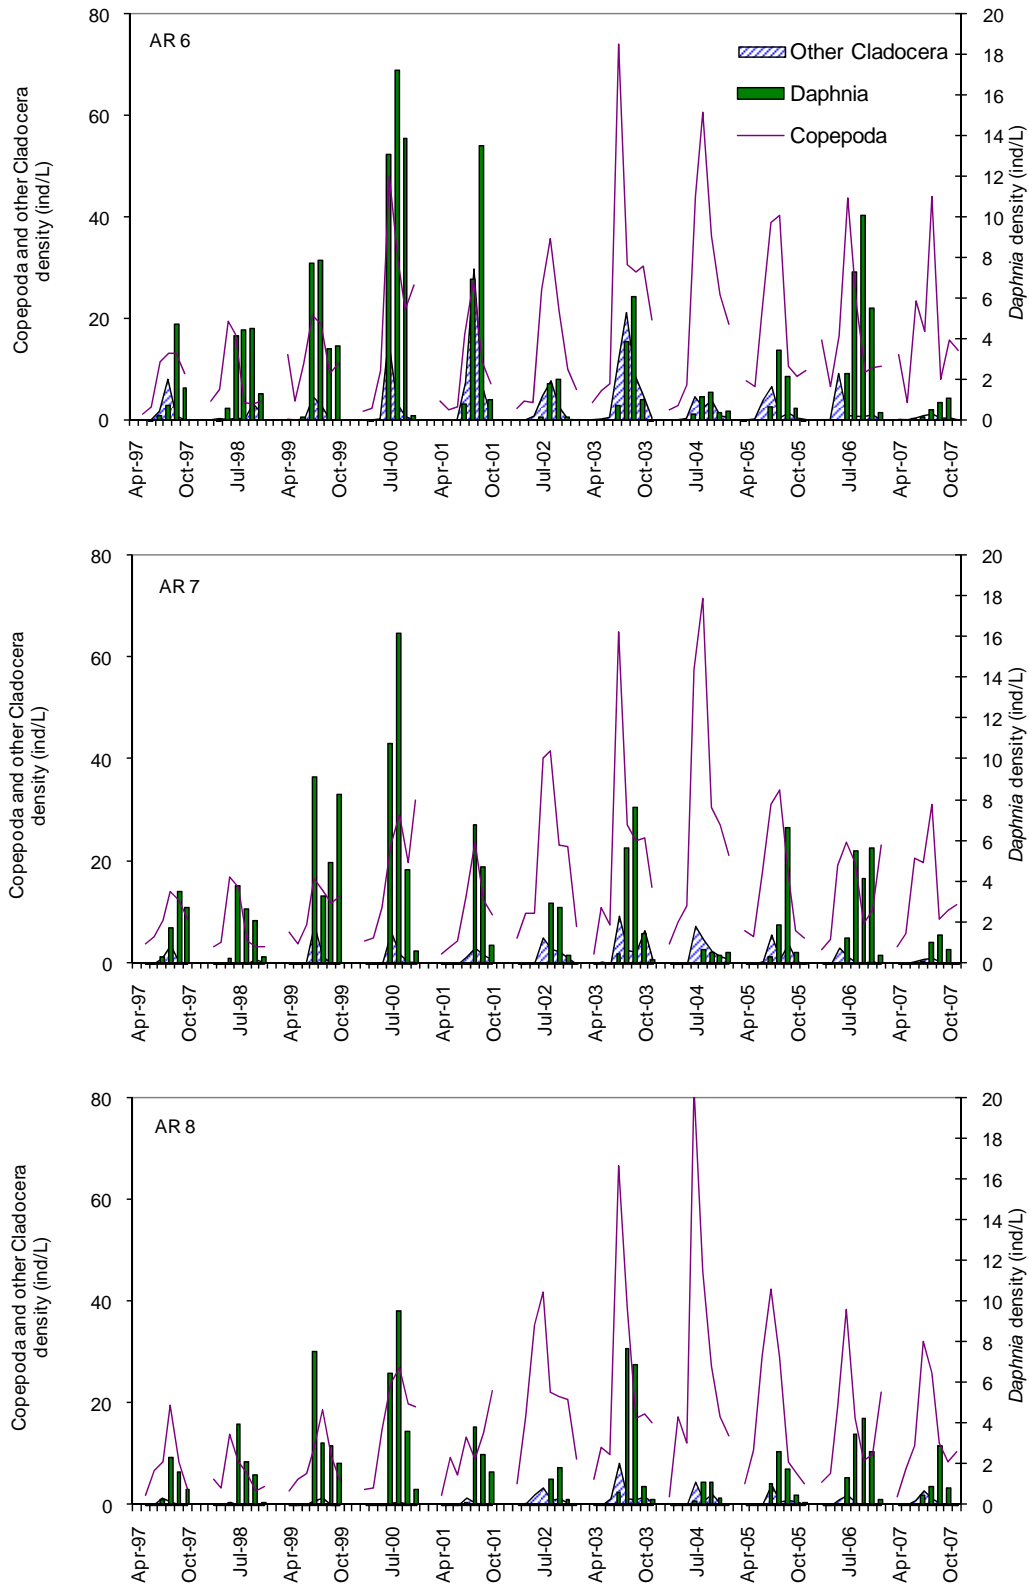 AR 6
Other Cladocera
Daphnia
Copepoda
Copepoda and other Cladocera
density (ind/L)
Daphnia density (ind/L)
80
60
40
20
0
20
18
16
14
12
10
8
6
4
2
0
Apr-97
Oct-97
Jul-98
Apr-99
Oct-99
Jul-00
Apr-01
Oct-01
Jul-02
Apr-03
Oct-03
Jul-04
Apr-05
Oct-05
Jul-06
Apr-07
Oct-07
AR 7
Copepoda and other Cladocera
density (ind/L)
Daphnia density (ind/L)
80
60
40
20
0
20
18
16
14
12
10
8
6
4
2
0
Apr-97
Oct-97
Jul-98
Apr-99
Oct-99
Jul-00
Apr-01
Oct-01
Jul-02
Apr-03
Oct-03
Jul-04
Apr-05
Oct-05
Jul-06
Apr-07
Oct-07
AR 8
Copepoda and other Cladocera
density (ind/L)
Daphnia density (ind/L)
80
60
40
20
0
20
18
16
14
12
10
8
6
4
2
0
Apr-97
Oct-97
Jul-98
Apr-99
Oct-99
Jul-00
Apr-01
Oct-01
Jul-02
Apr-03
Oct-03
Jul-04
Apr-05
Oct-05
Jul-06
Apr-07
Oct-07